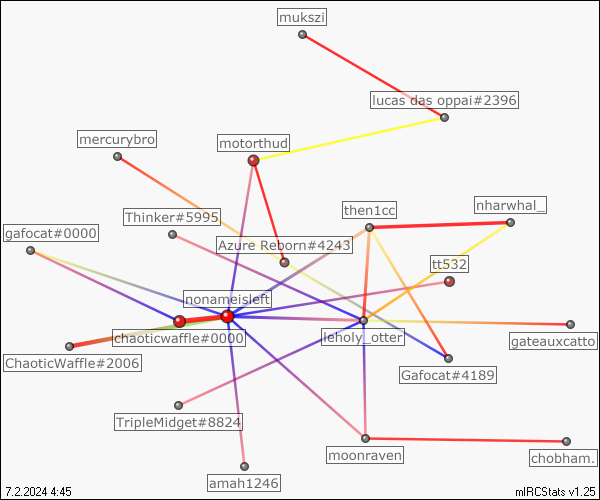 mukszi
lucas das oppai#2396
mercurybro
motorthud
nharwhal_
then1cc
Thinker#5995
gafocat#0000
Azure Reborn#4243
tt532
nonameisleft
chaoticwaffle#0000
leholy_otter
gateauxcatto
ChaoticWaffle#2006
Gafocat#4189
TripleMidget#8824
moonraven
chobham.
amah1246
7.2.2024 4:45
mIRCStats v1.25